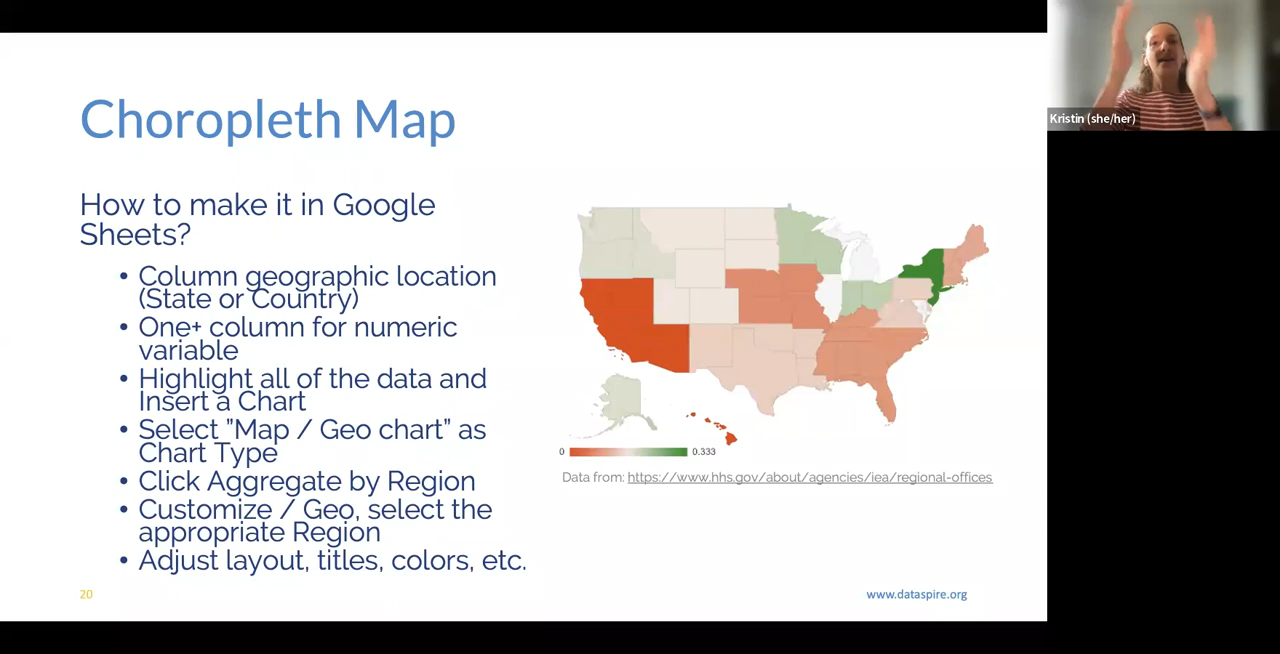 Choropleth Map
How to make it in Google
Sheets?
• Column geographic location
(State or Country)
• One+ column for numeric
variable
• Highlight all of the data and
Insert a Chart
• Select ”Map / Geo chart” as
Chart Type
• Click Aggregate by Region
• Customize / Geo, select the
appropriate Region
• Adjust layout, titles, colors, etc.
0 0.333
Data from: https://www.hhs.gov/about/agencies/iea/regional-offices
20
www.dataspire.org
Kristin (she/her)